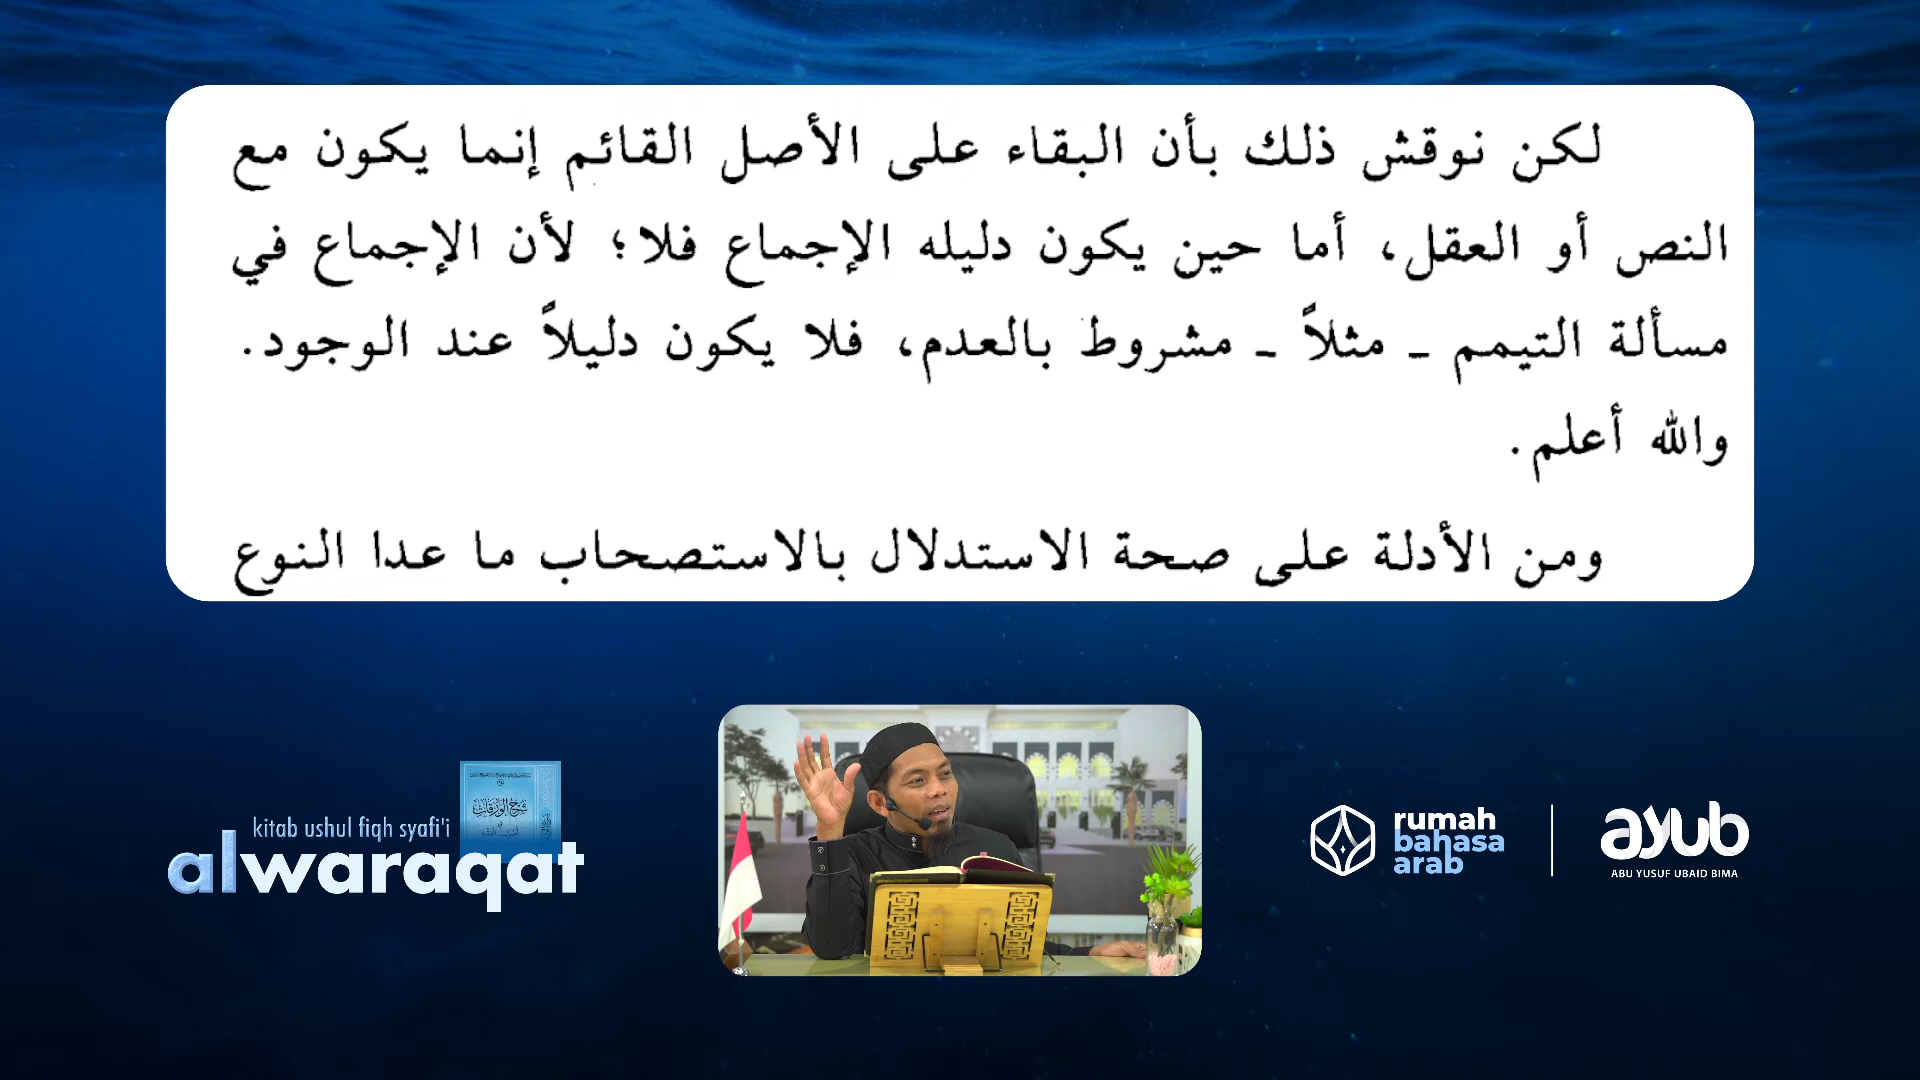 لكن نوقش ذلك بأن البقاء على الأصل القائم إنما يكون مع
النص أو العقل، أما حين يكون دليله الإجماع فلا؛ لأن الإجماع في
مسألة التيمم ـ مثلاً ـ مشروط بالعدم، فلا يكون دليلاً عند الوجود.
والله أعلم.
ومن الأدلة على صحة الاستدلال بالاستصحاب ما عدا النوع
kitab ushul fiqh syafi'i
alwaraqat
شرح الورقات
في
rumah
bahasa
arab
ayub
ABU YUSUF UBAID BIMA